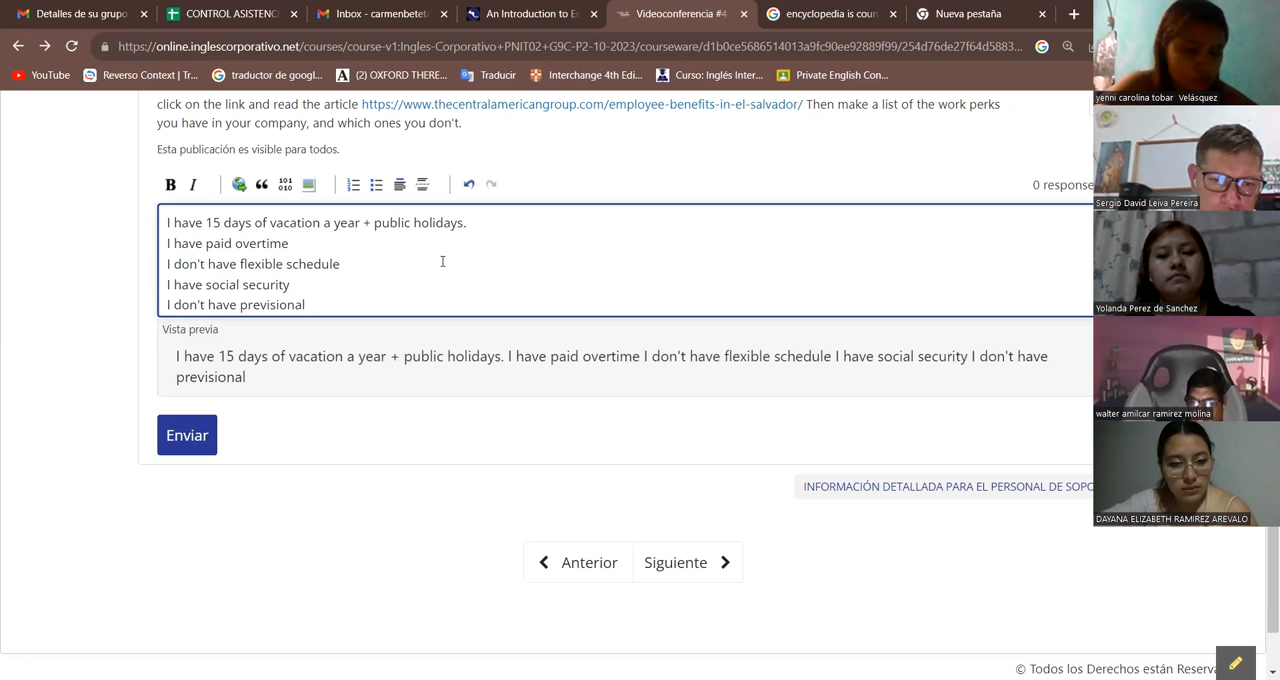 Detalles de su grupo
CONTROL ASISTENC
Inbox - carmenbetet
An Introduction to E
Videoconferencia #4
encyclopedia is coun
Nueva pestaña
https://online.inglescorporativo.net/courses/course-v1:Ingles-Corporativo+PNIT02+G9C-P2-10-2023/courseware/d1b0ce5686514013a9fc90ee92889f99/254d76de27f64d5883...
YouTube
Reverso Context | Tr...
traductor de googl...
(2) OXFORD THERE...
Traducir
Interchange 4th Edi...
Curso: Inglés Inter...
Private English Con...
click on the link and read the article https://www.thecentralamericangroup.com/employee-benefits-in-el-salvador/ Then make a list of the work perks
you have in your company, and which ones you don't.
Esta publicación es visible para todos.
0 response
I have 15 days of vacation a year + public holidays.
I have paid overtime
I don't have flexible schedule
I have social security
I don't have previsional
Vista previa
I have 15 days of vacation a year + public holidays. I have paid overtime I don't have flexible schedule I have social security I don't have
previsional
Enviar
INFORMACIÓN DETALLADA PARA EL PERSONAL DE SOPO
Anterior
Siguiente
© Todos los Derechos están Reserva
yenni carolina tobar Velásquez
Sergio David Leiva Pereira
Yolanda Perez de Sanchez
walter amilcar ramirez molina
DAYANA ELIZABETH RAMIREZ AREVALO